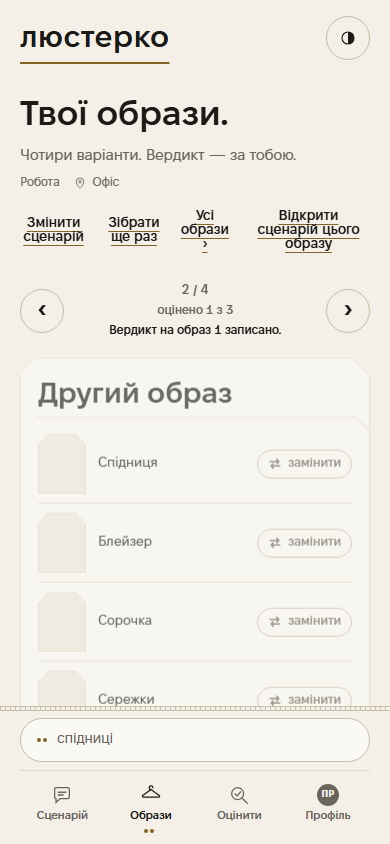 люстерко
Твої образи.
Чотири варіанти. Вердикт — за тобою.
Робота Офіс
Змінити сценарій
Зібрати ще раз
Усі образи ›
Відкрити сценарій цього образу
‹
2 / 4
оцінено 1 з 3
Вердикт на образ 1 записано.
›
Другий образ
Спідниця замінити
Блейзер замінити
Сорочка замінити
Сережки замінити
спідниці
Сценарій Образи Оцінити ПР Профіль